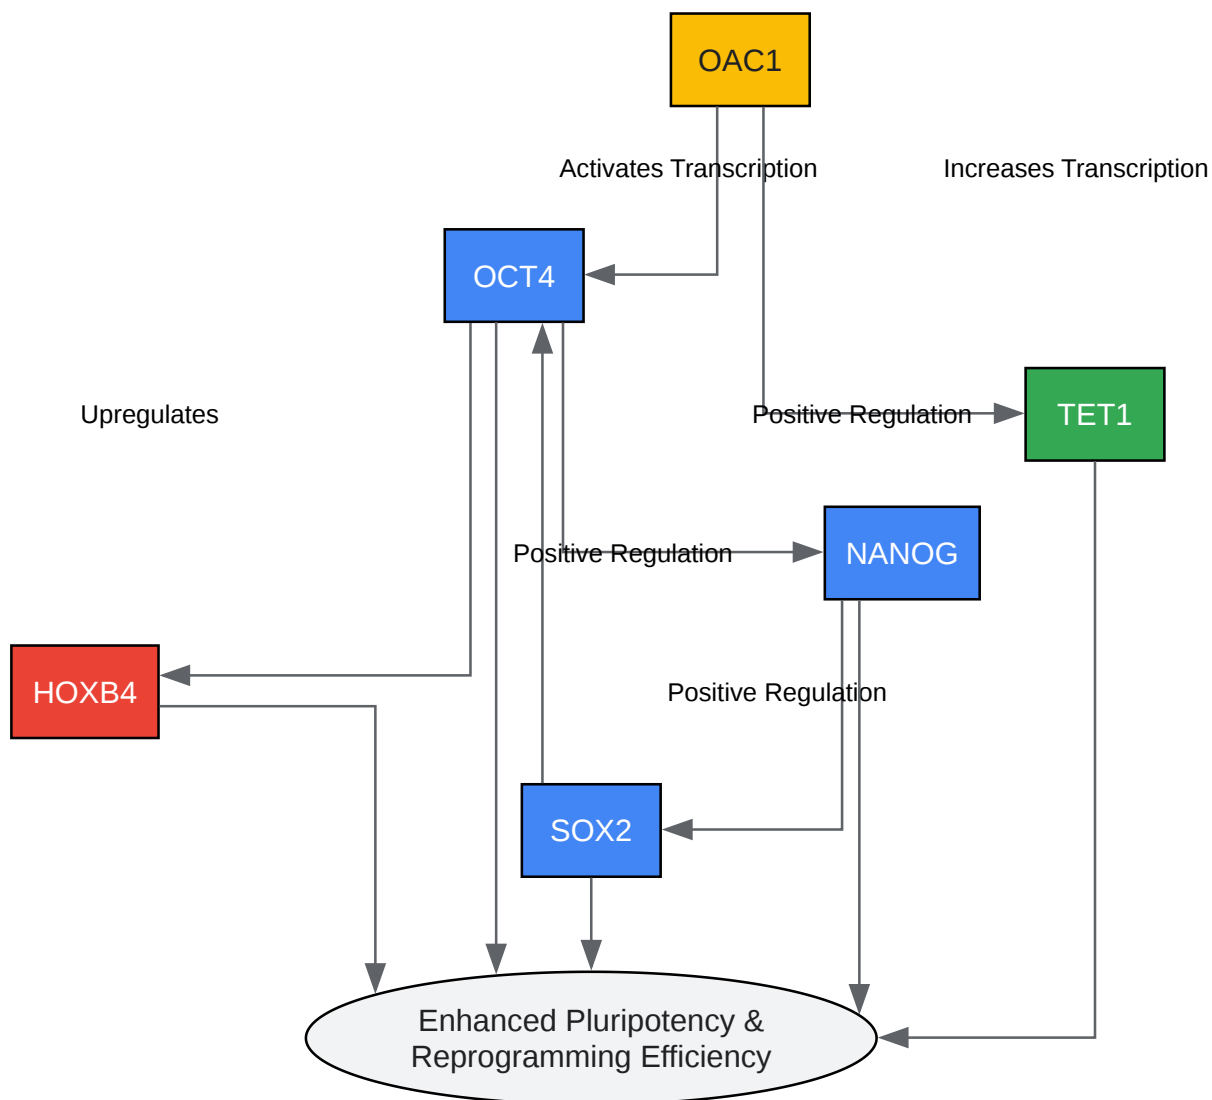 OAC1
Activates Transcription
Increases Transcription
OCT4
Upregulates
Positive Regulation
TET1
Positive Regulation
NANOG
HOXB4
Positive Regulation
SOX2
Enhanced Pluripotency &
Reprogramming Efficiency